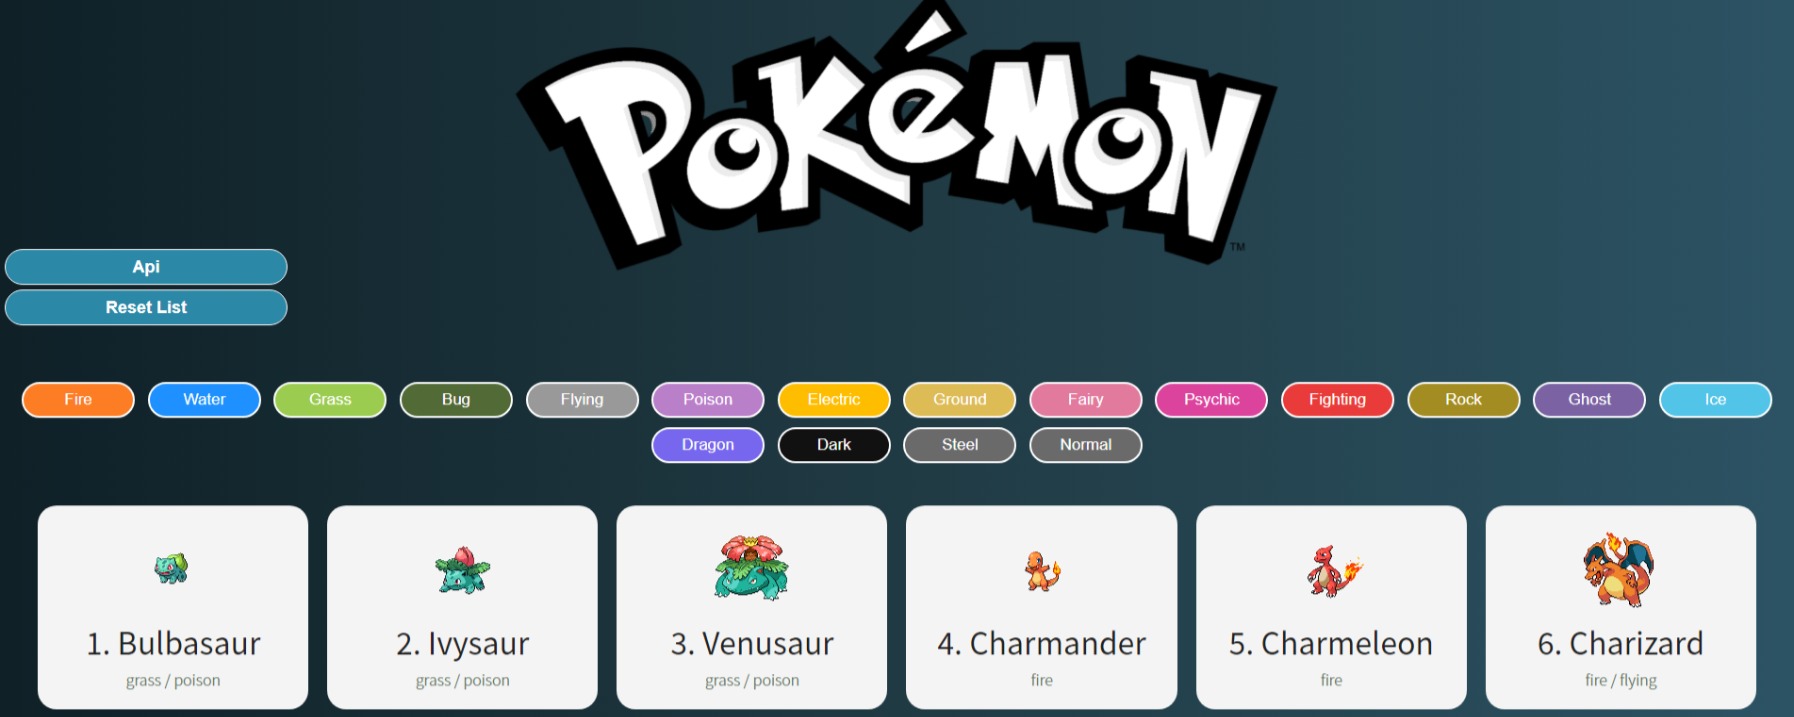 POKéMON
TM
Api
Reset List
Fire Water Grass Bug Flying Poison Electric Ground Fairy Psychic Fighting Rock Ghost Ice
Dragon Dark Steel Normal
1. Bulbasaur
grass / poison
2. Ivysaur
grass / poison
3. Venusaur
grass / poison
4. Charmander
fire
5. Charmeleon
fire
6. Charizard
fire / flying